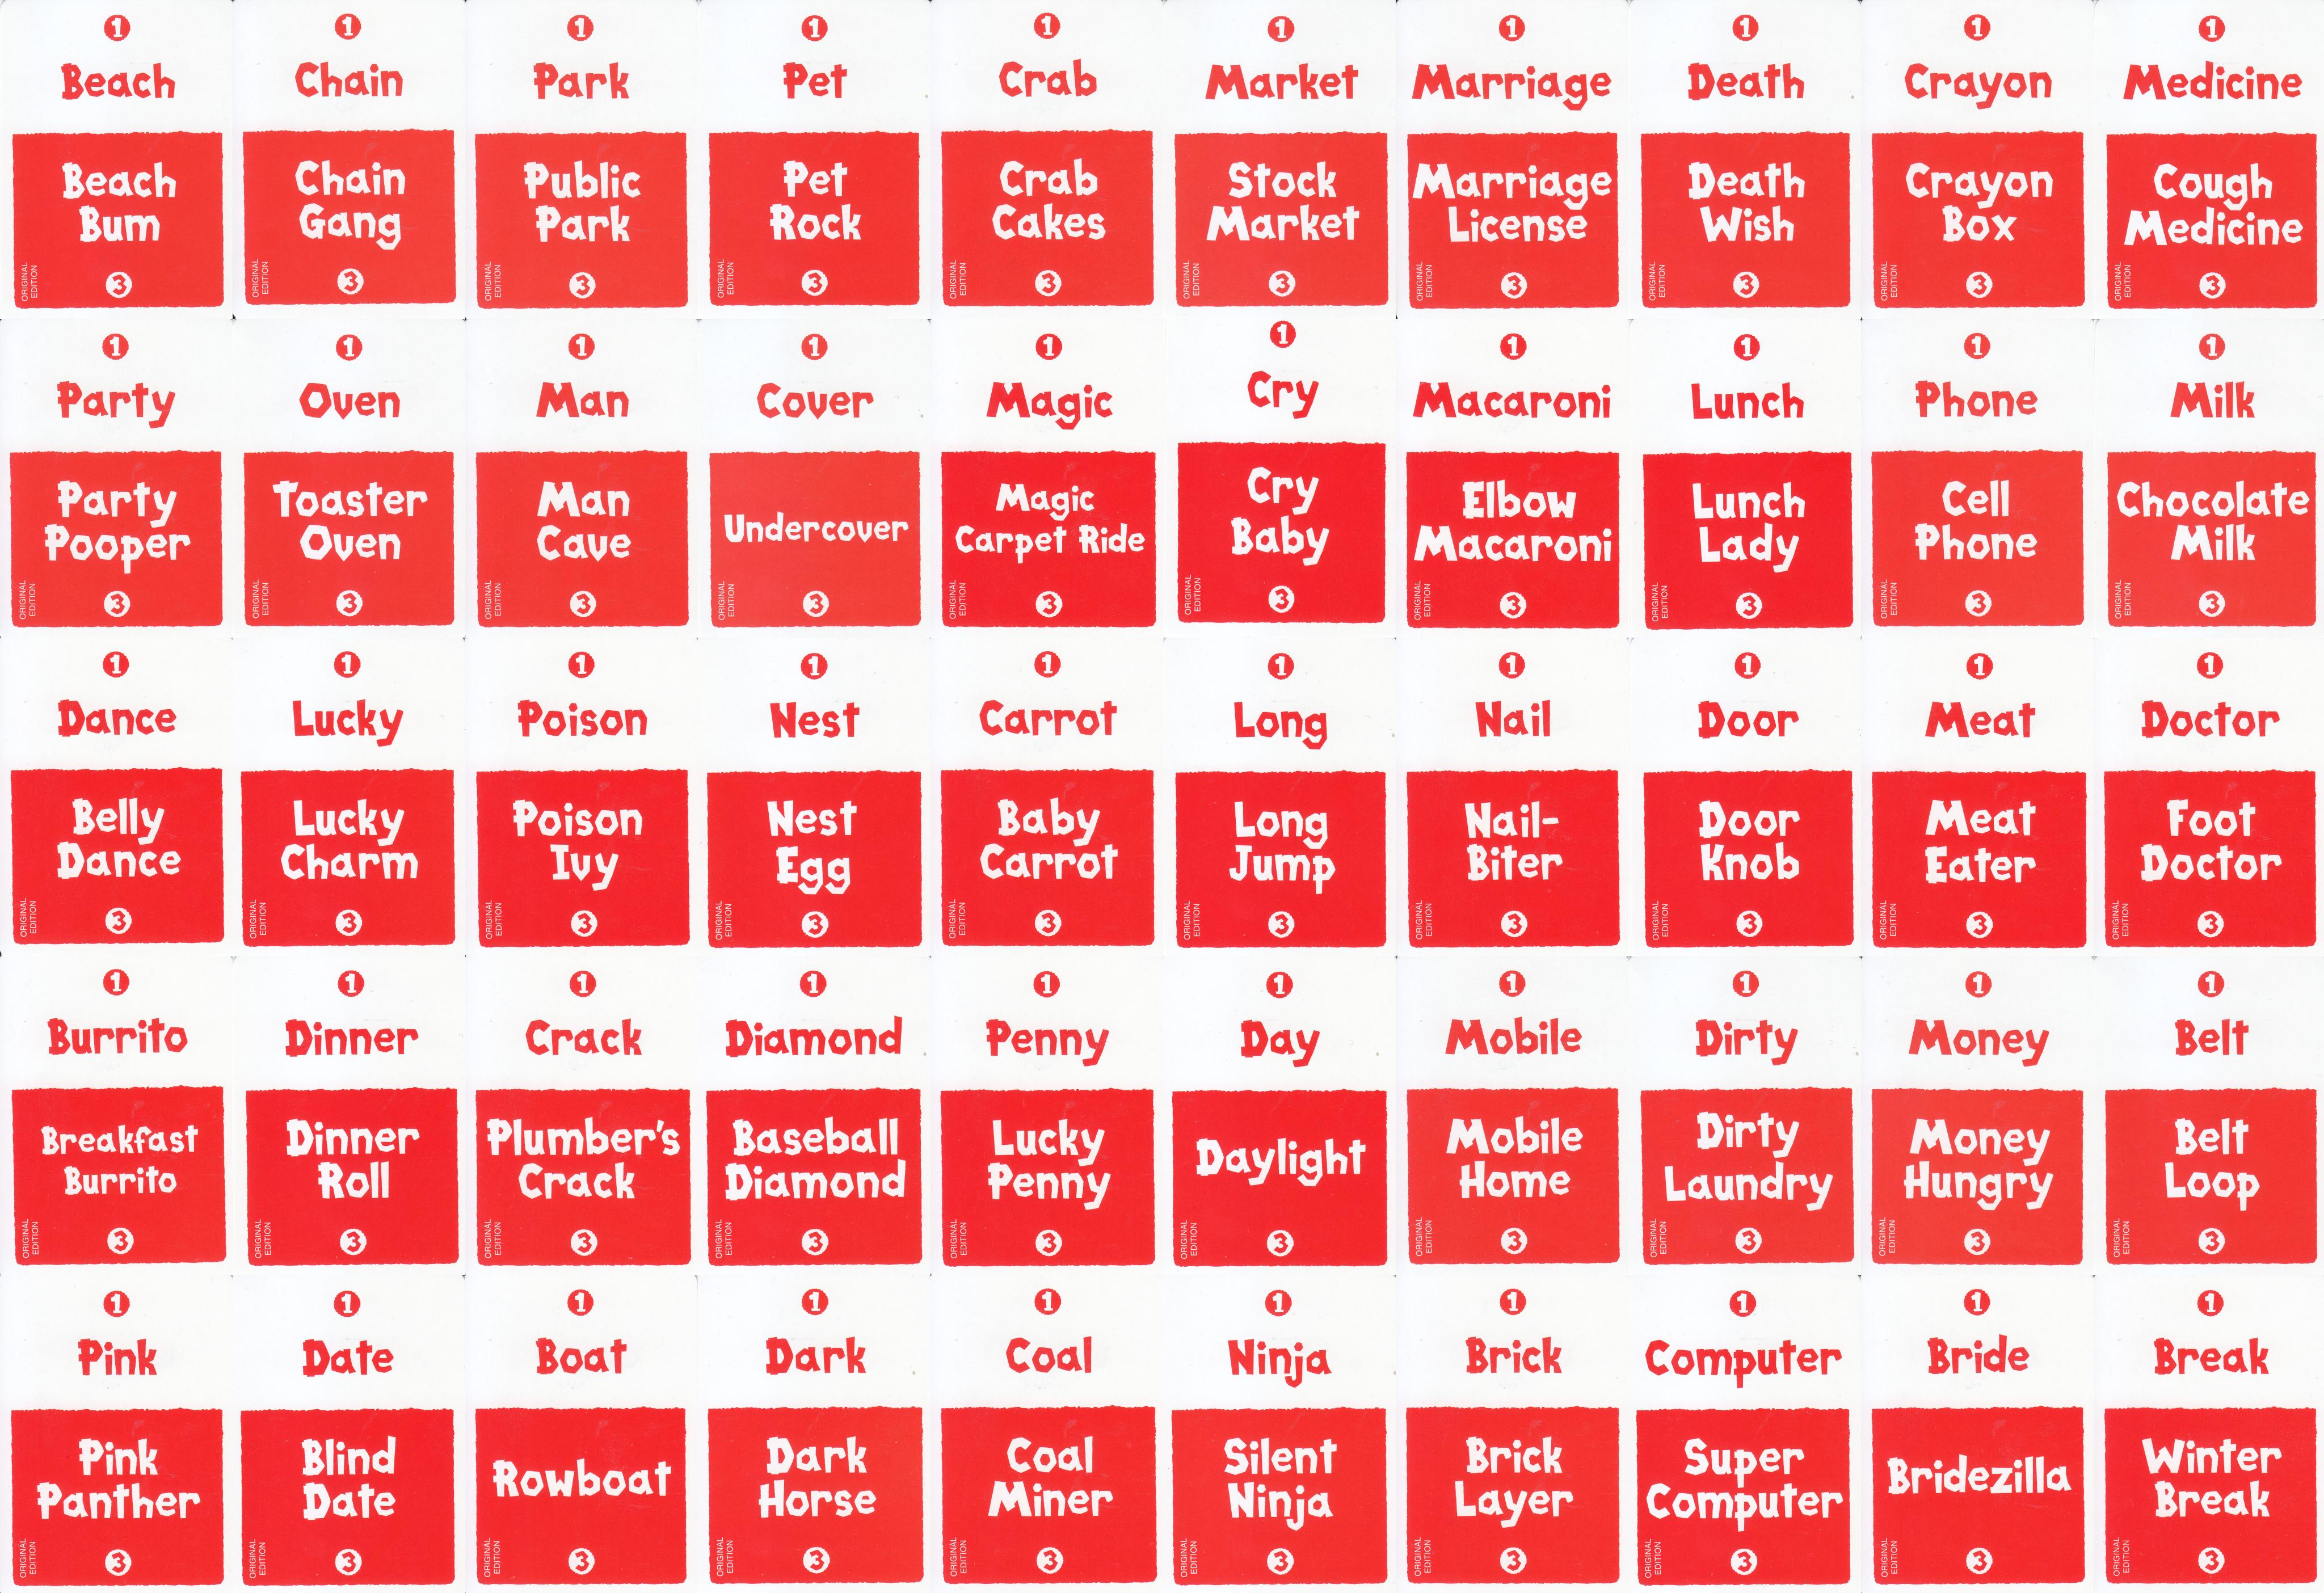 1
Beach
Beach
Bum
3
ORIGINAL
EDITION
1
Chain
Chain
Gang
3
ORIGINAL
EDITION
1
Park
Public
Park
3
ORIGINAL
EDITION
1
Pet
Pet
Rock
3
ORIGINAL
EDITION
1
Crab
Crab
Cakes
3
ORIGINAL
EDITION
1
Market
Stock
Market
3
ORIGINAL
EDITION
1
Marriage
Marriage
License
3
ORIGINAL
EDITION
1
Death
Death
Wish
3
ORIGINAL
EDITION
1
Crayon
Crayon
Box
3
ORIGINAL
EDITION
1
Medicine
Cough
Medicine
3
ORIGINAL
EDITION
1
Party
Party
Pooper
3
ORIGINAL
EDITION
1
Oven
Toaster
Oven
3
ORIGINAL
EDITION
1
Man
Man
Cave
3
ORIGINAL
EDITION
1
Cover
Undercover
3
ORIGINAL
EDITION
1
Magic
Magic
Carpet Ride
3
ORIGINAL
EDITION
1
Cry
Cry
Baby
3
ORIGINAL
EDITION
1
Macaroni
Elbow
Macaroni
3
ORIGINAL
EDITION
1
Lunch
Lunch
Lady
3
ORIGINAL
EDITION
1
Phone
Cell
Phone
3
ORIGINAL
EDITION
1
Milk
Chocolate
Milk
3
ORIGINAL
EDITION
1
Dance
Belly
Dance
3
ORIGINAL
EDITION
1
Lucky
Lucky
Charm
3
ORIGINAL
EDITION
1
Poison
Poison
Ivy
3
ORIGINAL
EDITION
1
Nest
Nest
Egg
3
ORIGINAL
EDITION
1
Carrot
Baby
Carrot
3
ORIGINAL
EDITION
1
Long
Long
Jump
3
ORIGINAL
EDITION
1
Nail
Nail-
Biter
3
ORIGINAL
EDITION
1
Door
Door
Knob
3
ORIGINAL
EDITION
1
Meat
Meat
Eater
3
ORIGINAL
EDITION
1
Doctor
Foot
Doctor
3
ORIGINAL
EDITION
1
Burrito
Breakfast
Burrito
3
ORIGINAL
EDITION
1
Dinner
Dinner
Roll
3
ORIGINAL
EDITION
1
Crack
Plumber's
Crack
3
ORIGINAL
EDITION
1
Diamond
Baseball
Diamond
3
ORIGINAL
EDITION
1
Penny
Lucky
Penny
3
ORIGINAL
EDITION
1
Day
Daylight
3
ORIGINAL
EDITION
1
Mobile
Mobile
Home
3
ORIGINAL
EDITION
1
Dirty
Dirty
Laundry
3
ORIGINAL
EDITION
1
Money
Money
Hungry
3
ORIGINAL
EDITION
1
Belt
Belt
Loop
3
ORIGINAL
EDITION
1
Pink
Pink
Panther
3
ORIGINAL
EDITION
1
Date
Blind
Date
3
ORIGINAL
EDITION
1
Boat
Rowboat
3
ORIGINAL
EDITION
1
Dark
Dark
Horse
3
ORIGINAL
EDITION
1
Coal
Coal
Miner
3
ORIGINAL
EDITION
1
Ninja
Silent
Ninja
3
ORIGINAL
EDITION
1
Brick
Brick
Layer
3
ORIGINAL
EDITION
1
Computer
Super
Computer
3
ORIGINAL
EDITION
1
Bride
Bridezilla
3
ORIGINAL
EDITION
1
Break
Winter
Break
3
ORIGINAL
EDITION